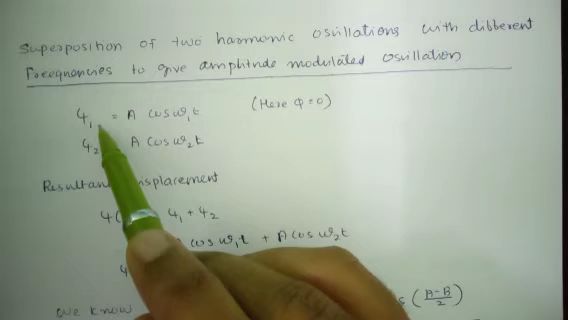 Superposition of two harmonic oscillations with different
Frequencies to give amplitude modulated oscillation
ψ₁ = A cos ω₁t (Here φ=0)
ψ₂ A cos ω₂t
Resultant displacement
ψ( ψ₁ + ψ₂
cos ω₁t + A cos ω₂t
We know (A-B/2)